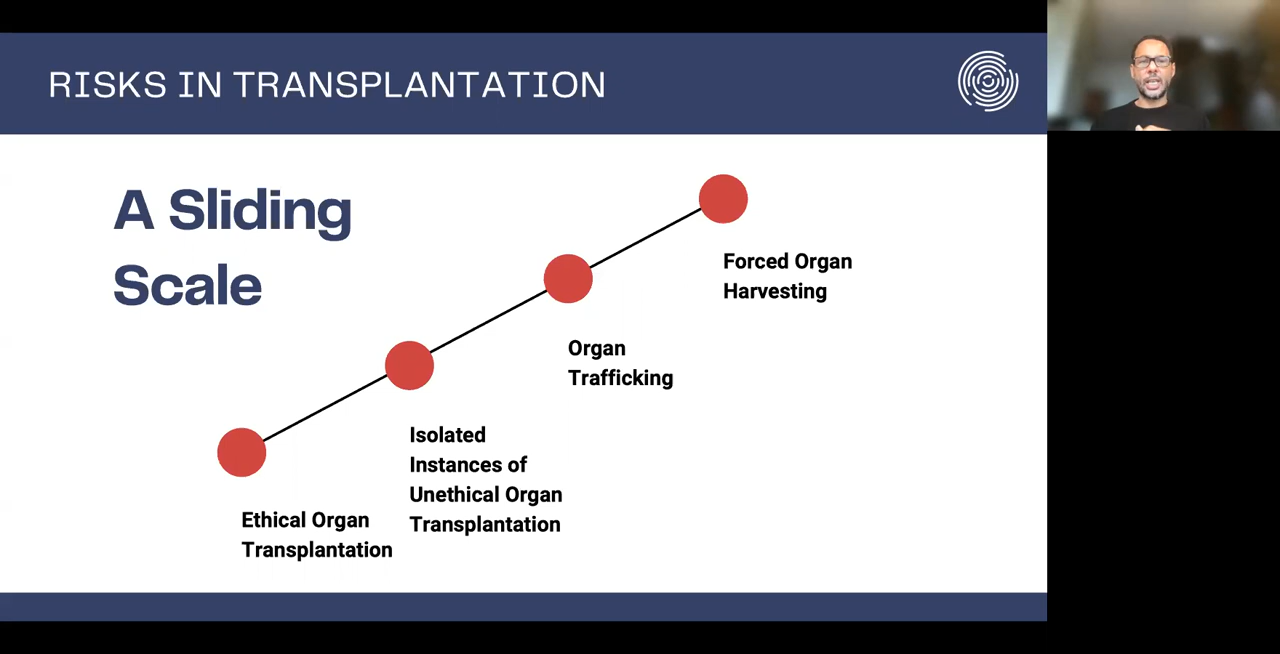 RISKS IN TRANSPLANTATION
A Sliding
Scale
Forced Organ
Harvesting
Organ
Trafficking
Isolated
Instances of
Unethical Organ
Transplantation
Ethical Organ
Transplantation